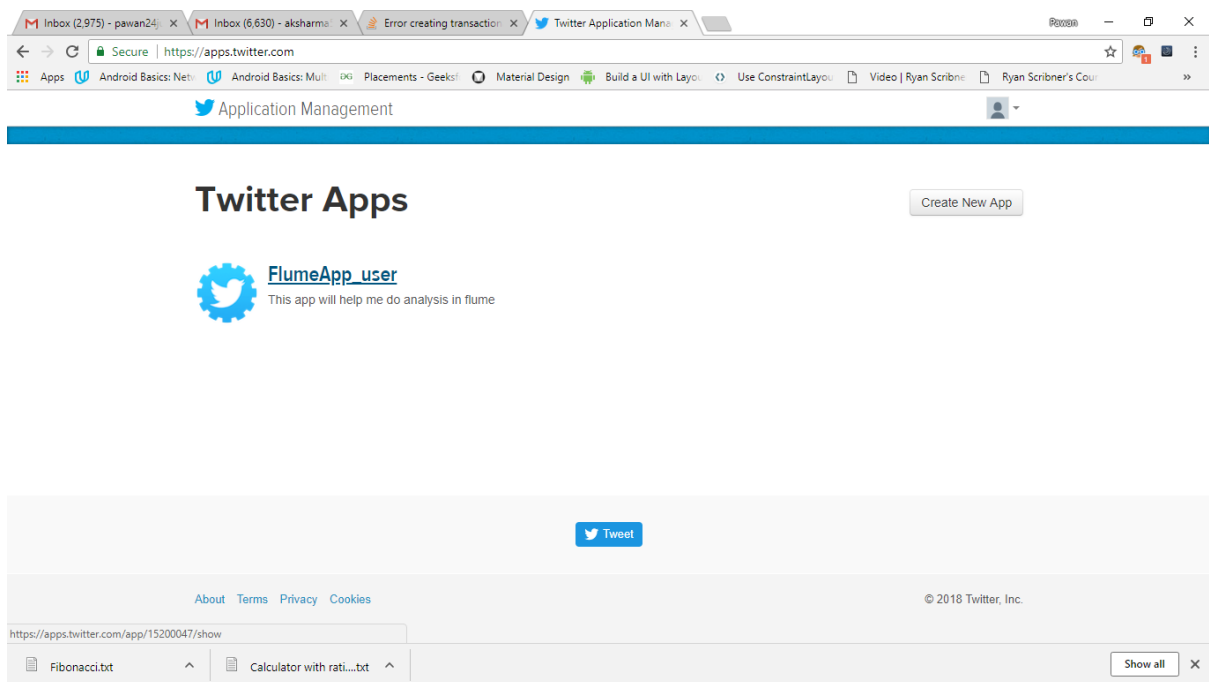 Inbox (2,975) - pawan24j
Inbox (6,630) - aksharma
Error creating transaction
Twitter Application Mana
Pawan
Secure | https://apps.twitter.com
1
Apps
Android Basics: Netw
Android Basics: Mult
Placements - Geeksf
Material Design
Build a UI with Layou
Use ConstraintLayou
Video | Ryan Scribne
Ryan Scribner's Cour
»
Application Management
Twitter Apps
Create New App
FlumeApp_user
This app will help me do analysis in flume
Tweet
About Terms Privacy Cookies
© 2018 Twitter, Inc.
https://apps.twitter.com/app/15200047/show
Fibonacci.txt
Calculator with rati....txt
Show all